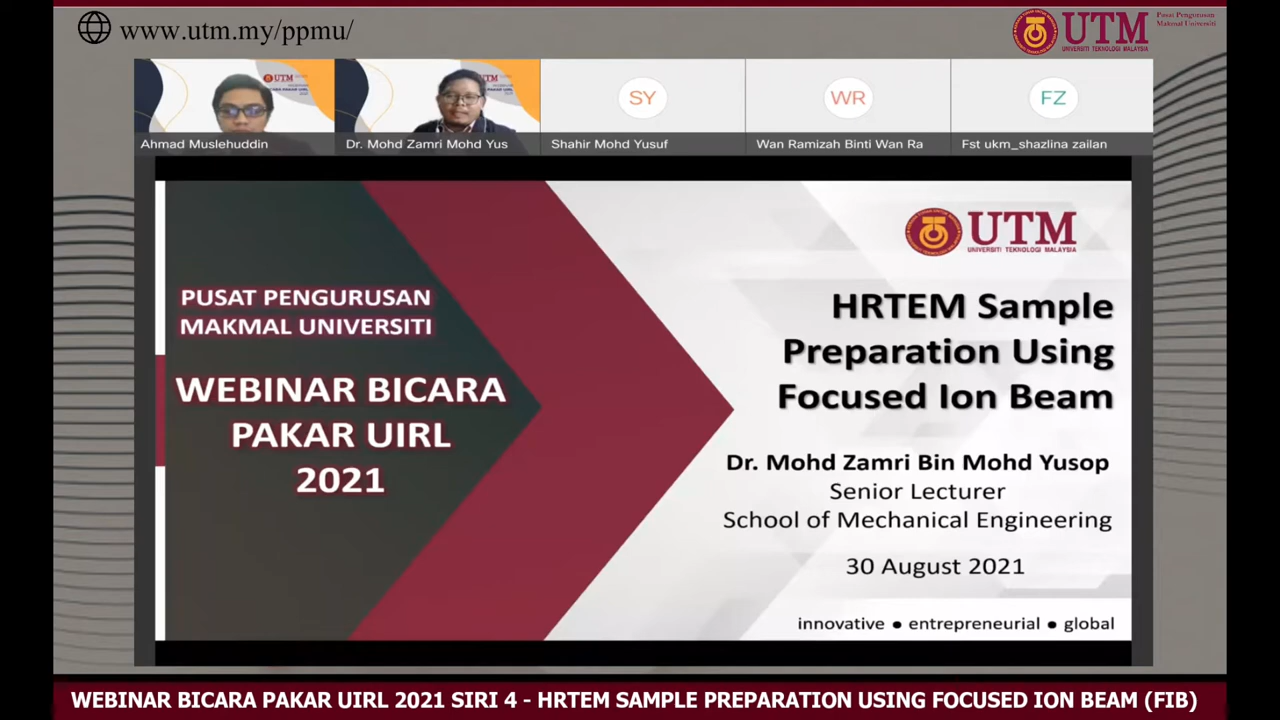 www.utm.my/ppmu/
UTM
UNIVERSITI TEKNOLOGI MALAYSIA
Pusat Pengurusan
Makmal Universiti
UTM
SY
WR
FZ
Ahmad Muslehuddin
Dr. Mohd Zamri Mohd Yus
Shahir Mohd Yusuf
Wan Ramizah Binti Wan Ra
Fst ukm_shazlina zailan
PUSAT PENGURUSAN
MAKMAL UNIVERSITI
WEBINAR BICARA
PAKAR UIRL
2021
UTM
UNIVERSITI TEKNOLOGI MALAYSIA
HRTEM Sample
Preparation Using
Focused Ion Beam
Dr. Mohd Zamri Bin Mohd Yusop
Senior Lecturer
School of Mechanical Engineering
30 August 2021
innovative ● entrepreneurial ● global
WEBINAR BICARA PAKAR UIRL 2021 SIRI 4 - HRTEM SAMPLE PREPARATION USING FOCUSED ION BEAM (FIB)